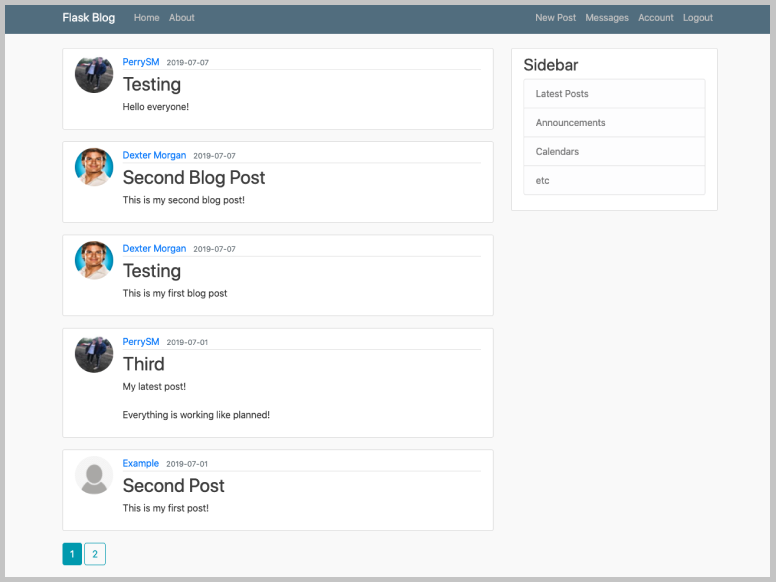 Flask Blog Home About New Post Messages Account Logout
PerrySM 2019-07-07
Testing
Hello everyone!
Dexter Morgan 2019-07-07
Second Blog Post
This is my second blog post!
Dexter Morgan 2019-07-07
Testing
This is my first blog post
PerrySM 2019-07-01
Third
My latest post!
Everything is working like planned!
Example 2019-07-01
Second Post
This is my first post!
1 2
Sidebar
Latest Posts
Announcements
Calendars
etc